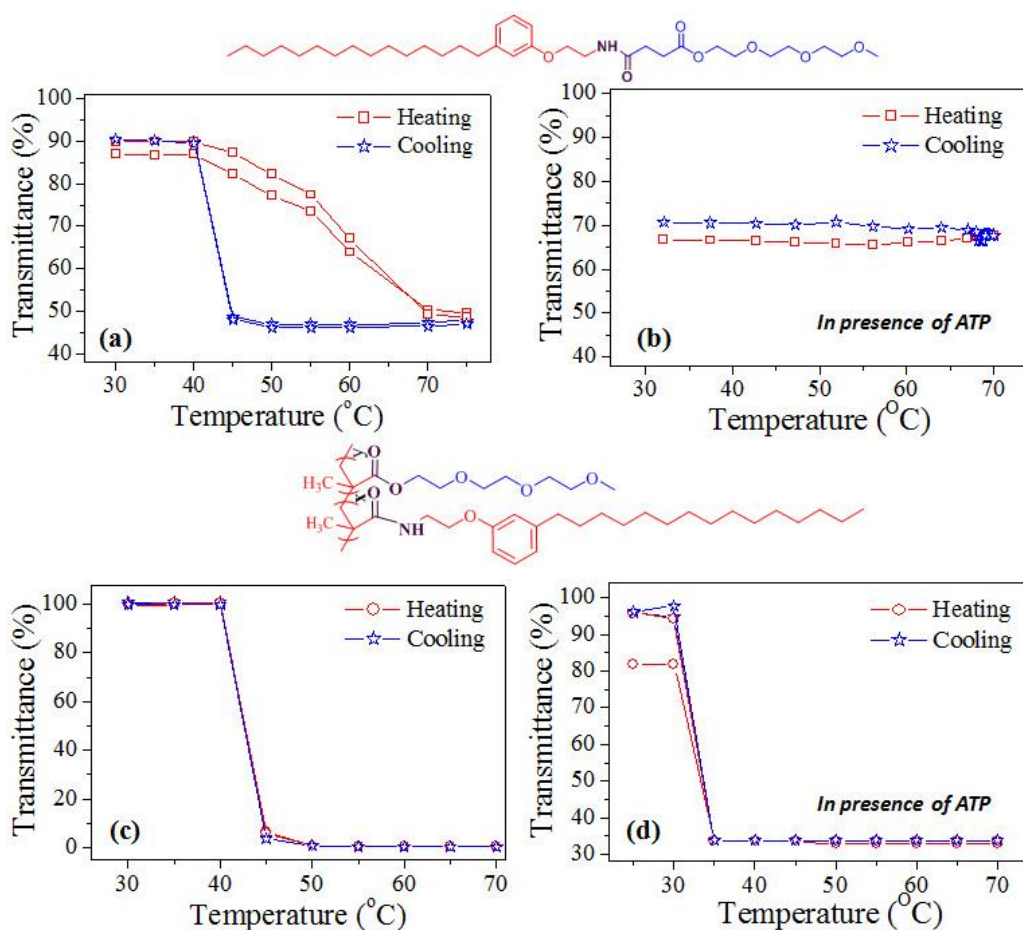 O
NH
O
O
O
O
O
O
Transmittance (%)
100
90
80
70
60
50
40
Heating
Cooling
(a)
30 40 50 60 70
Temperature (°C)
Transmittance (%)
100
90
80
70
60
50
40
Heating
Cooling
In presence of ATP
(b)
30 40 50 60 70
Temperature (°C)
y O
H₃C O O O O
x O
H₃C NH O
Transmittance (%)
100
80
60
40
20
0
Heating
Cooling
(c)
30 40 50 60 70
Temperature (°C)
Transmittance (%)
100
90
80
70
60
50
40
30
Heating
Cooling
In presence of ATP
(d)
30 40 50 60 70
Temperature (°C)